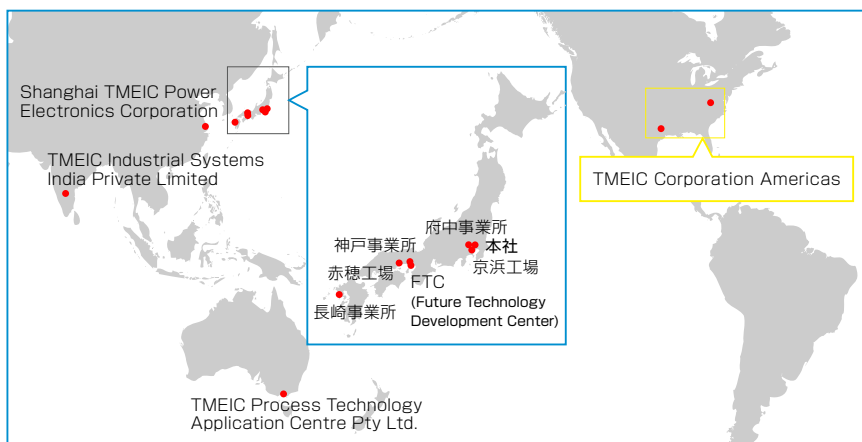 Shanghai TMEIC Power
Electronics Corporation
TMEIC Industrial Systems
India Private Limited
府中事業所
神戸事業所
本社
赤穂工場
京浜工場
FTC
(Future Technology
Development Center)
長崎事業所
TMEIC Corporation Americas
TMEIC Process Technology
Application Centre Pty Ltd.